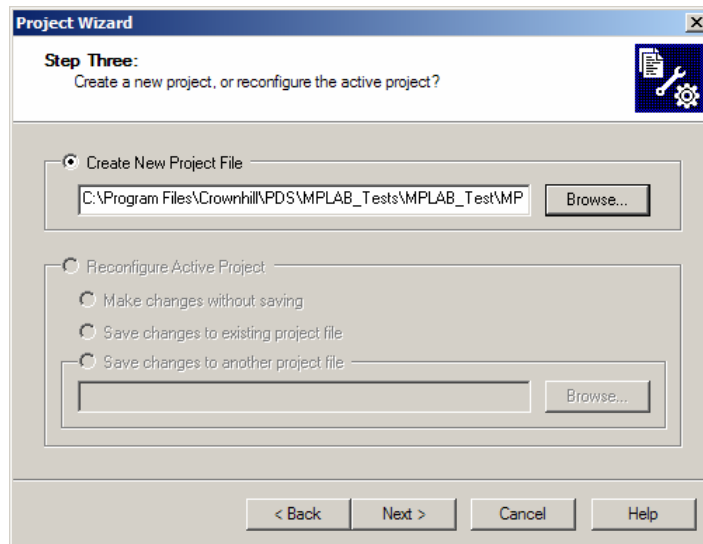 Project Wizard
Step Three:
Create a new project, or reconfigure the active project?
Create New Project File
C:\Program Files\Crownhill\PDS\MPLAB_Tests\MPLAB_Test\MP
Browse...
Reconfigure Active Project
Make changes without saving
Save changes to existing project file
Save changes to another project file
Browse...
< Back Next > Cancel Help